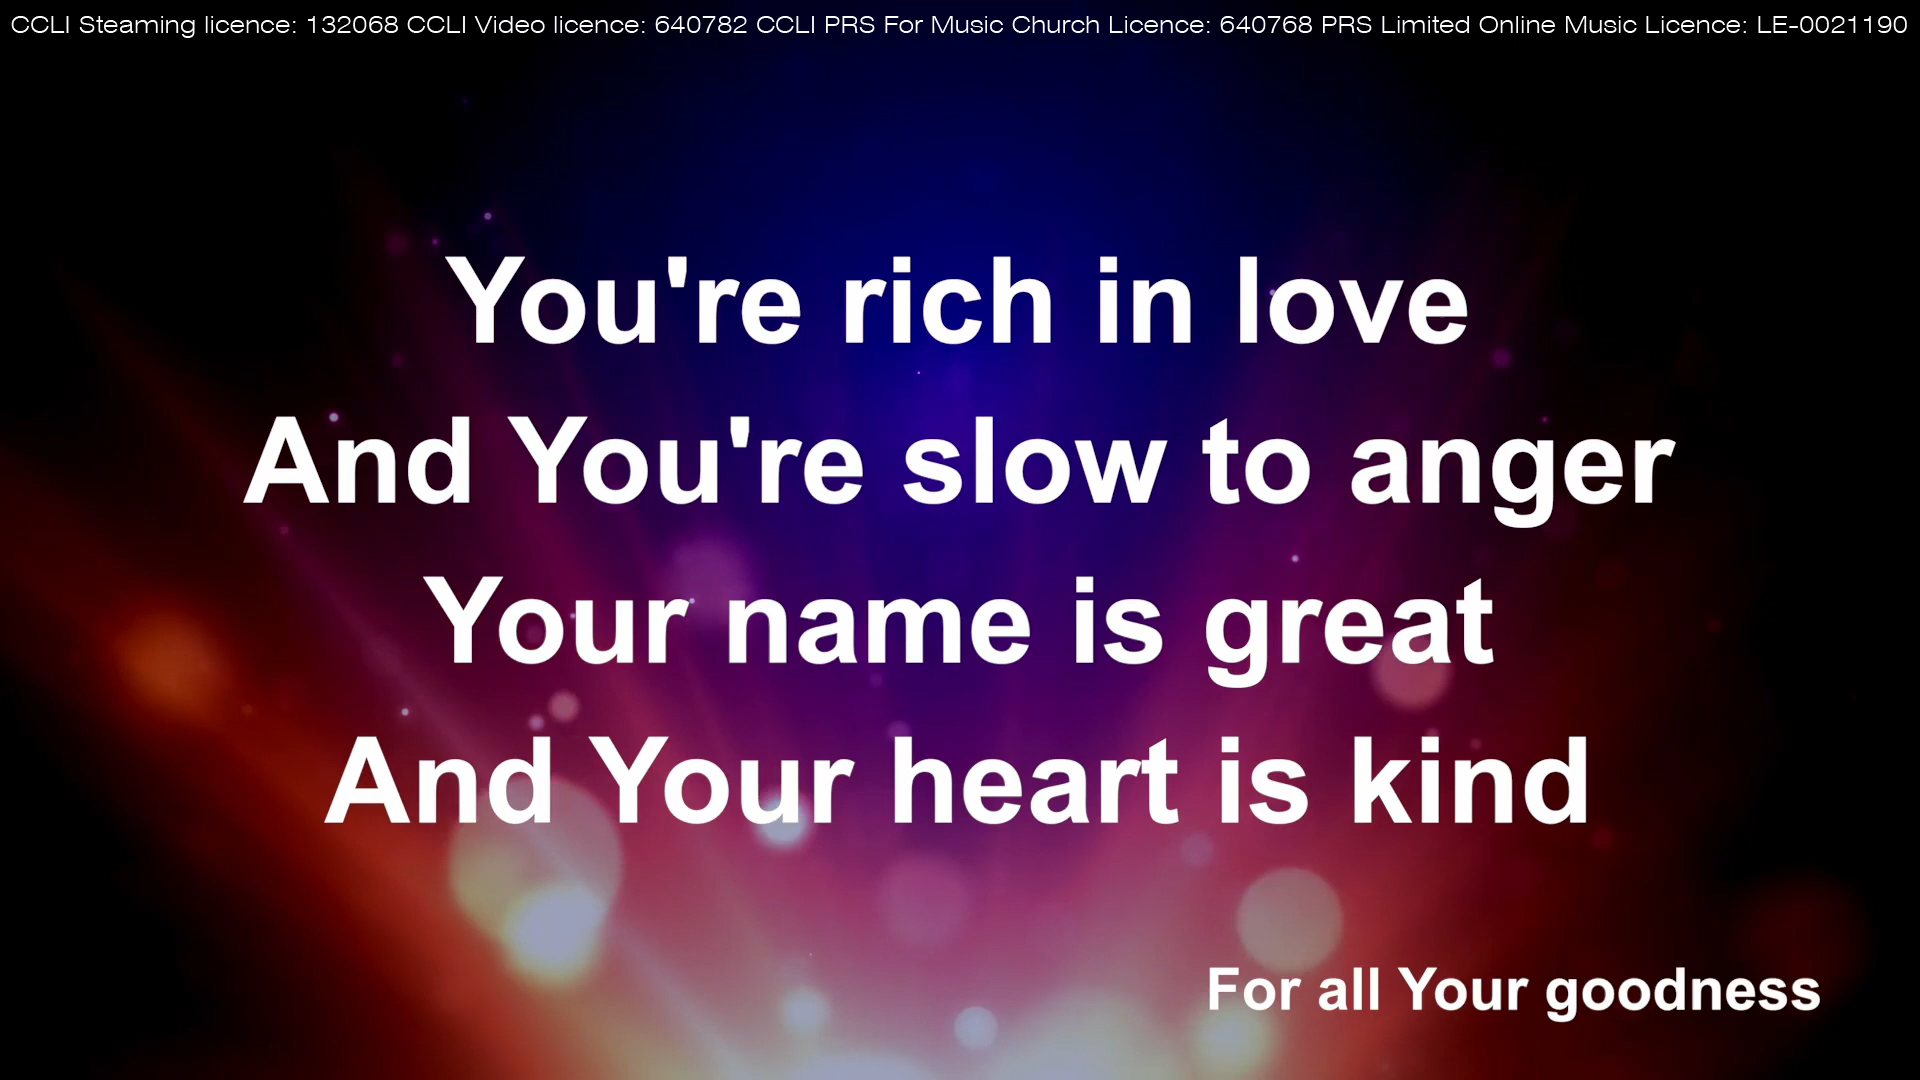 CCLI Steaming licence: 132068 CCLI Video licence: 640782 CCLI PRS For Music Church Licence: 640768 PRS Limited Online Music Licence: LE-0021190
You're rich in love
And You're slow to anger
Your name is great
And Your heart is kind
For all Your goodness